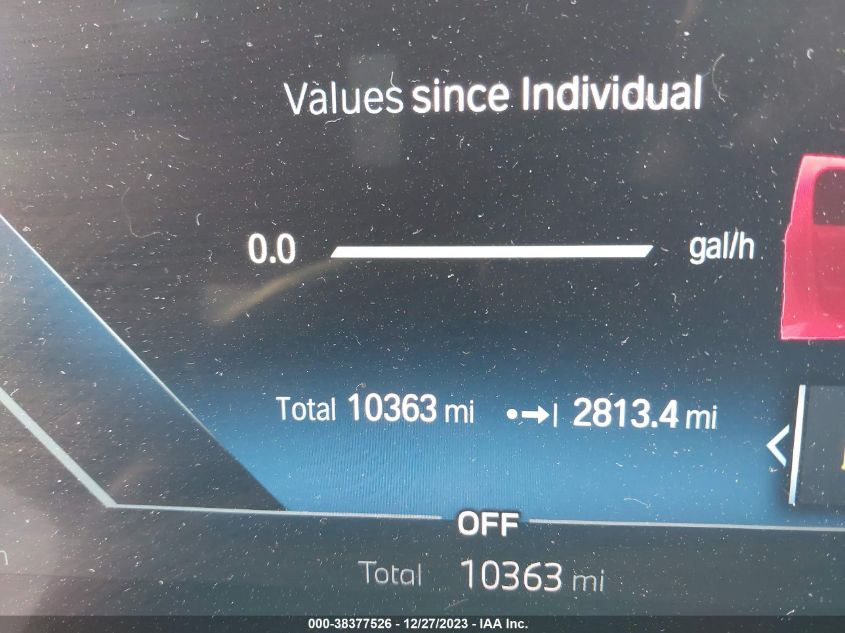 Values since Individual
0.0 gal/h
Total 10363 mi 2813.4 mi
OFF
Total 10363 mi
000-38377526 - 12/27/2023 - IAA Inc.